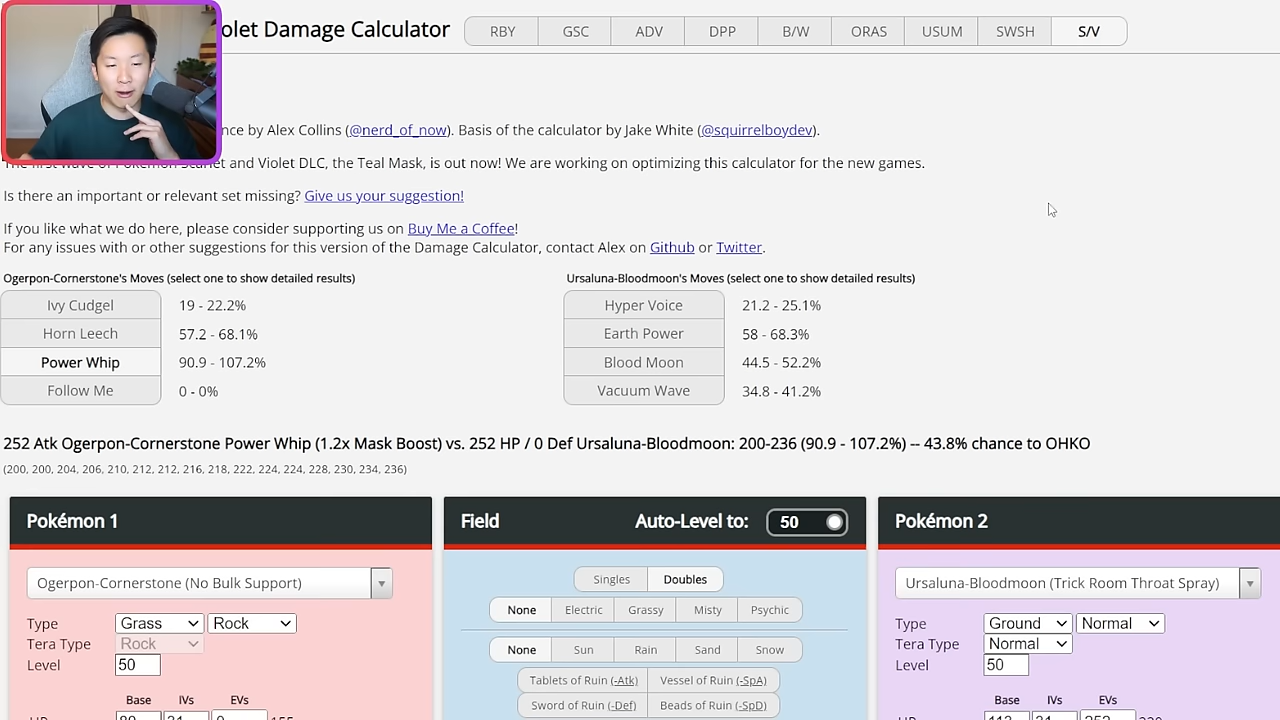 olet Damage Calculator
RBY GSC ADV DPP B/W ORAS USUM SWSH S/V
nce by Alex Collins (@nerd_of_now). Basis of the calculator by Jake White (@squirrelboydev).
The first wave of Pokémon Scarlet and Violet DLC, the Teal Mask, is out now! We are working on optimizing this calculator for the new games.
Is there an important or relevant set missing? Give us your suggestion!
If you like what we do here, please consider supporting us on Buy Me a Coffee!
For any issues with or other suggestions for this version of the Damage Calculator, contact Alex on Github or Twitter.
Ogerpon-Cornerstone's Moves (select one to show detailed results)
Ivy Cudgel 19 - 22.2%
Horn Leech 57.2 - 68.1%
Power Whip 90.9 - 107.2%
Follow Me 0 - 0%
Ursaluna-Bloodmoon's Moves (select one to show detailed results)
Hyper Voice 21.2 - 25.1%
Earth Power 58 - 68.3%
Blood Moon 44.5 - 52.2%
Vacuum Wave 34.8 - 41.2%
252 Atk Ogerpon-Cornerstone Power Whip (1.2x Mask Boost) vs. 252 HP / 0 Def Ursaluna-Bloodmoon: 200-236 (90.9 - 107.2%) -- 43.8% chance to OHKO
(200, 200, 204, 206, 210, 212, 212, 216, 218, 222, 224, 224, 228, 230, 234, 236)
Pokémon 1
Ogerpon-Cornerstone (No Bulk Support)
Type Grass Rock
Tera Type Rock
Level 50
Base IVs EVs
Field Auto-Level to: 50
Singles Doubles
None Electric Grassy Misty Psychic
None Sun Rain Sand Snow
Tablets of Ruin (-Atk) Vessel of Ruin (-SpA)
Sword of Ruin (-Def) Beads of Ruin (-SpD)
Pokémon 2
Ursaluna-Bloodmoon (Trick Room Throat Spray)
Type Ground Normal
Tera Type Normal
Level 50
Base IVs EVs